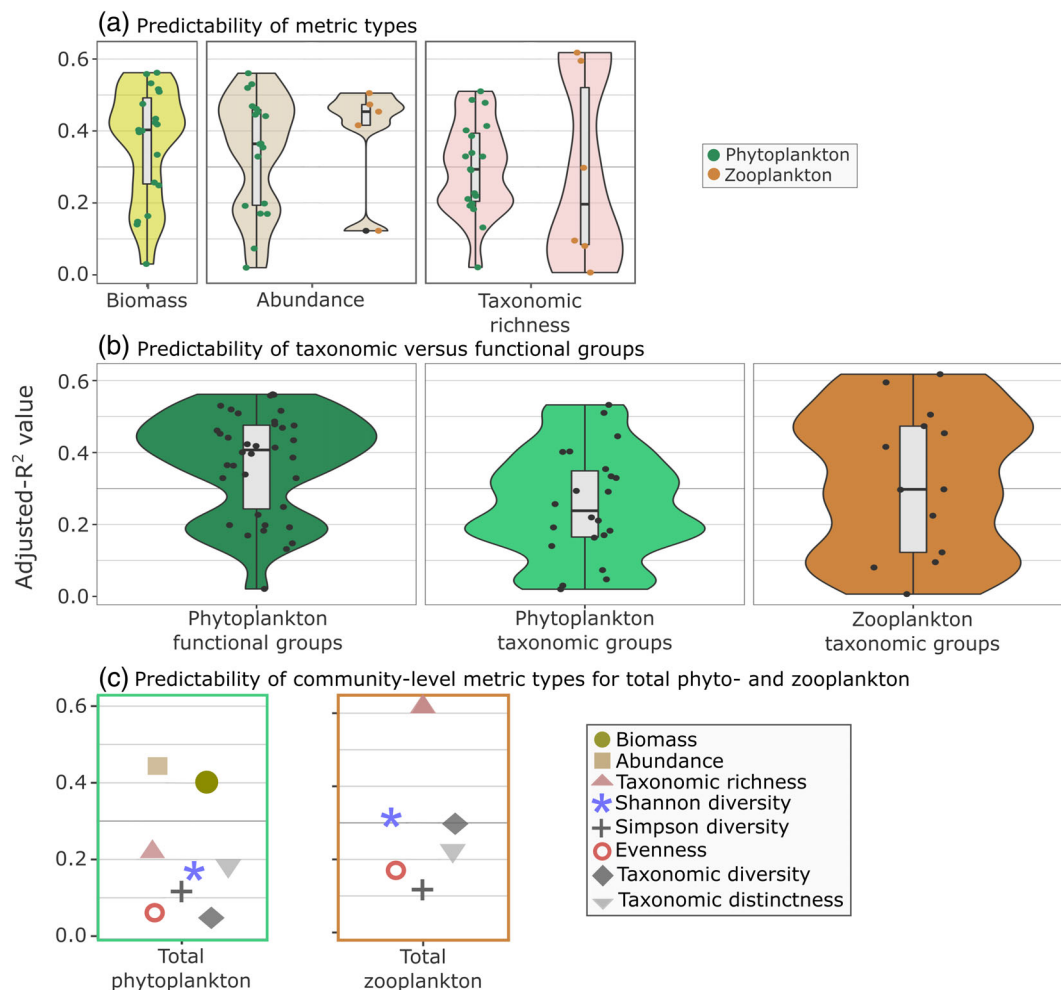 (a) Predictability of metric types
0.6
0.4
0.2
0.0
Biomass
Abundance
Taxonomic
richness
Phytoplankton
Zooplankton
(b) Predictability of taxonomic versus functional groups
Adjusted-R² value
0.6
0.4
0.2
0.0
Phytoplankton
functional groups
Phytoplankton
taxonomic groups
Zooplankton
taxonomic groups
(c) Predictability of community-level metric types for total phyto- and zooplankton
0.6
0.4
0.2
0.0
Total
phytoplankton
Total
zooplankton
Biomass
Abundance
Taxonomic richness
Shannon diversity
Simpson diversity
Evenness
Taxonomic diversity
Taxonomic distinctness